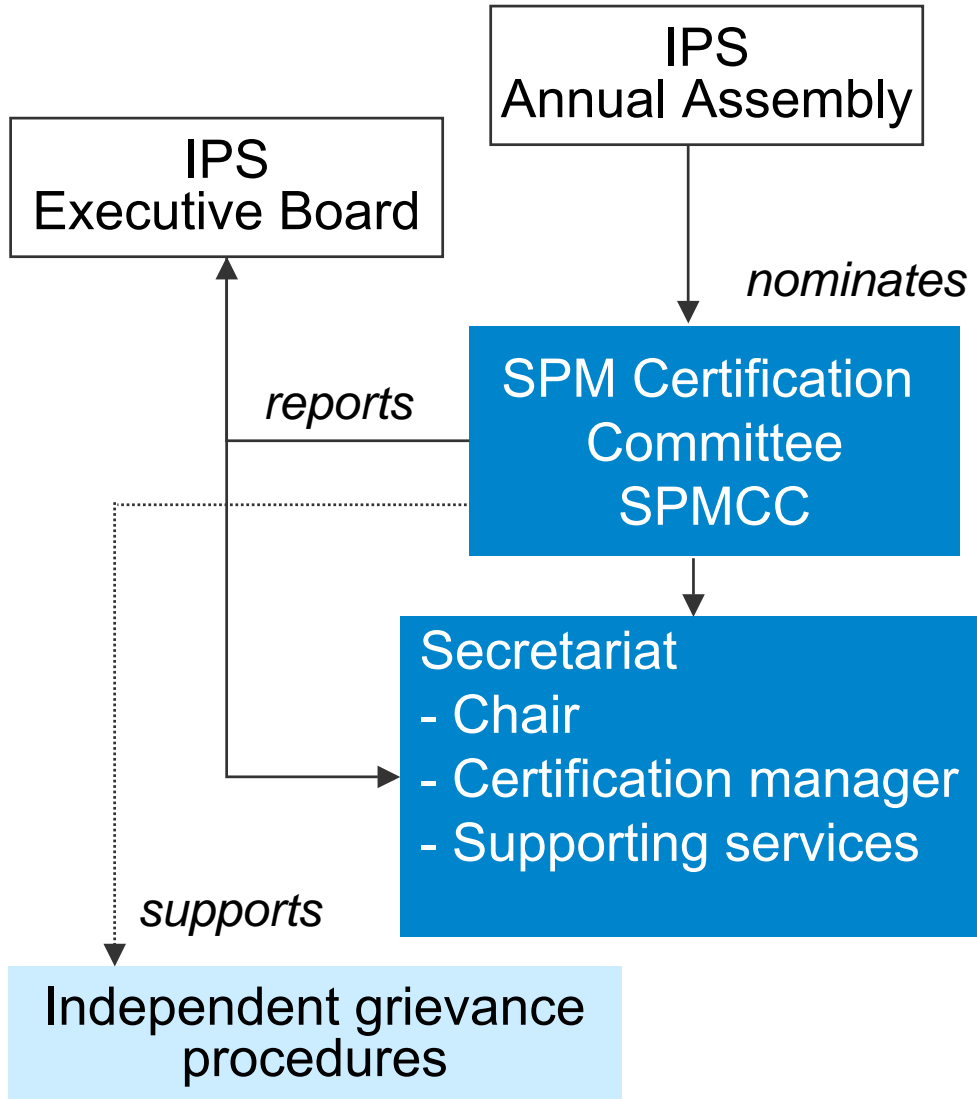 IPS
Annual Assembly
IPS
Executive Board
nominates
reports
SPM Certification
Committee
SPMCC
Secretariat
- Chair
- Certification manager
- Supporting services
supports
Independent grievance
procedures